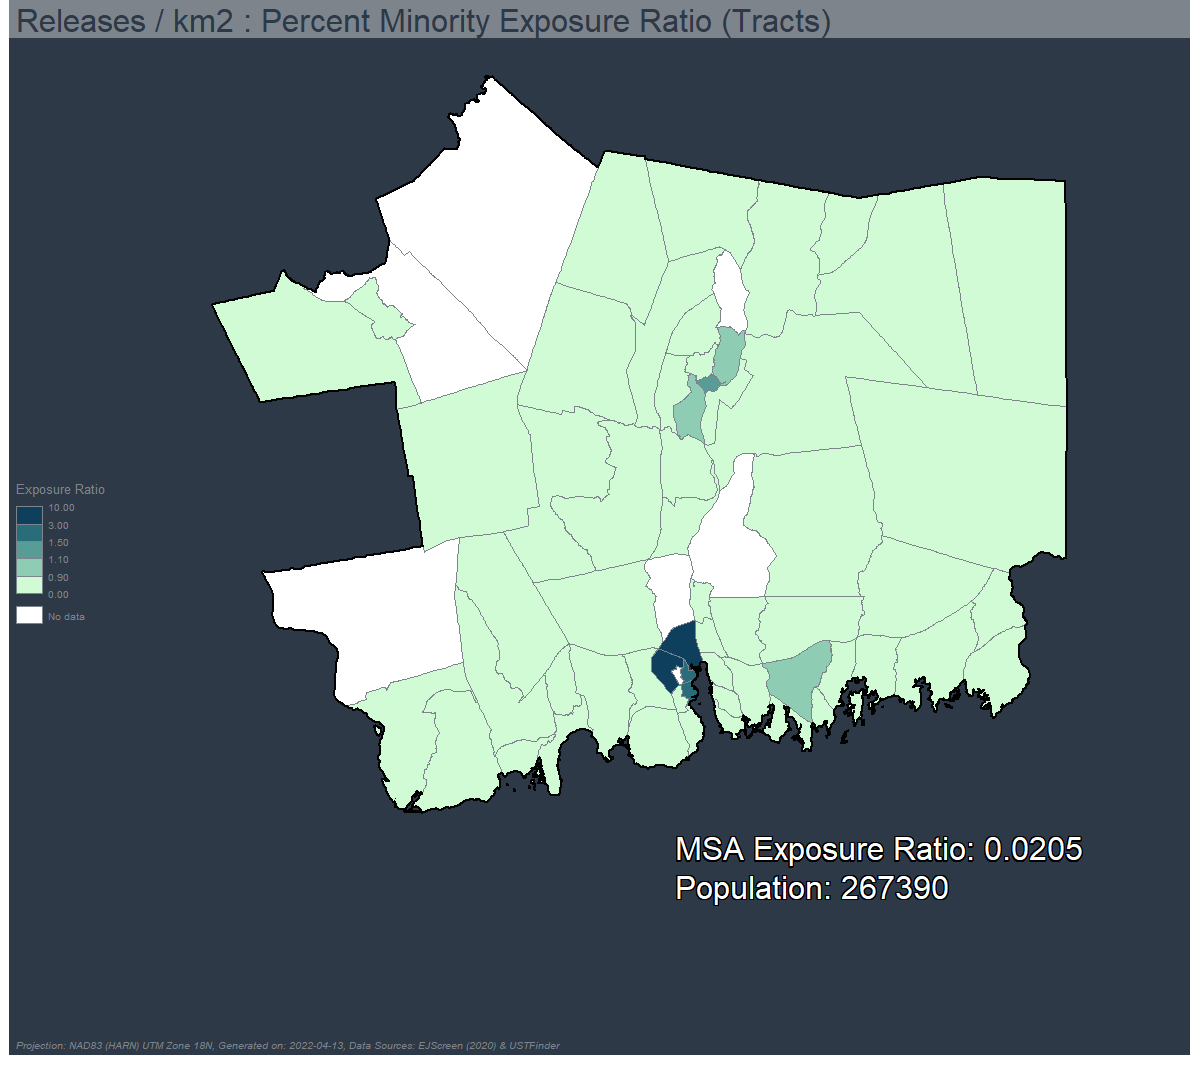 Releases / km2 : Percent Minority Exposure Ratio (Tracts)
Exposure Ratio
10.00
3.00
1.50
1.10
0.90
0.00
No data
MSA Exposure Ratio: 0.0205
Population: 267390
Projection: NAD83 (HARN) UTM Zone 18N, Generated on: 2022-04-13, Data Sources: EJScreen (2020) & USTFinder